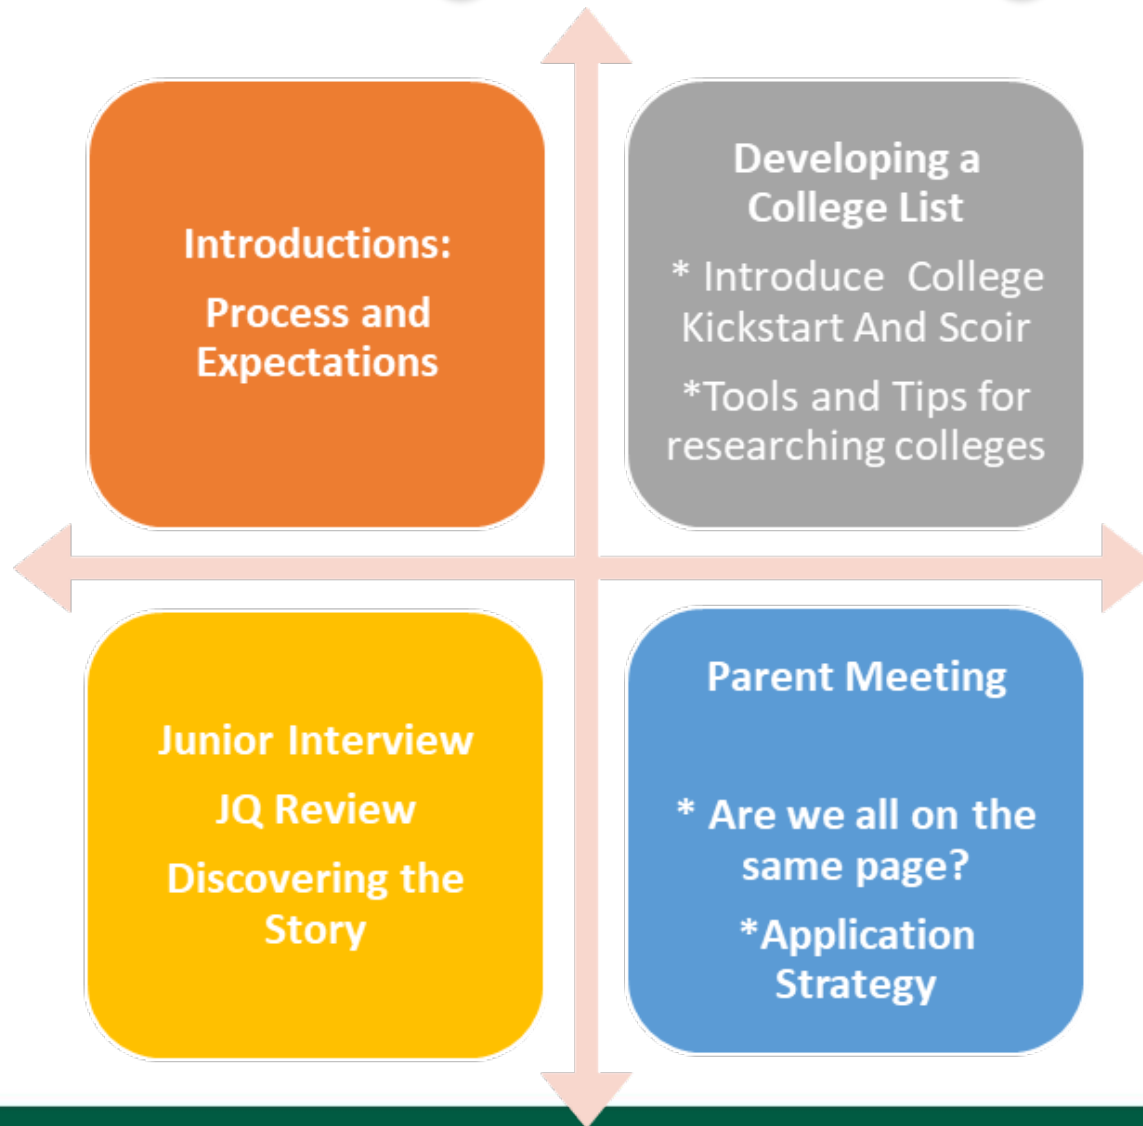 Introductions:
Process and
Expectations
Developing a
College List
* Introduce  College
Kickstart And Scoir
*Tools and Tips for
researching colleges
Junior Interview
JQ Review
Discovering the
Story
Parent Meeting
* Are we all on the
same page?
*Application
Strategy